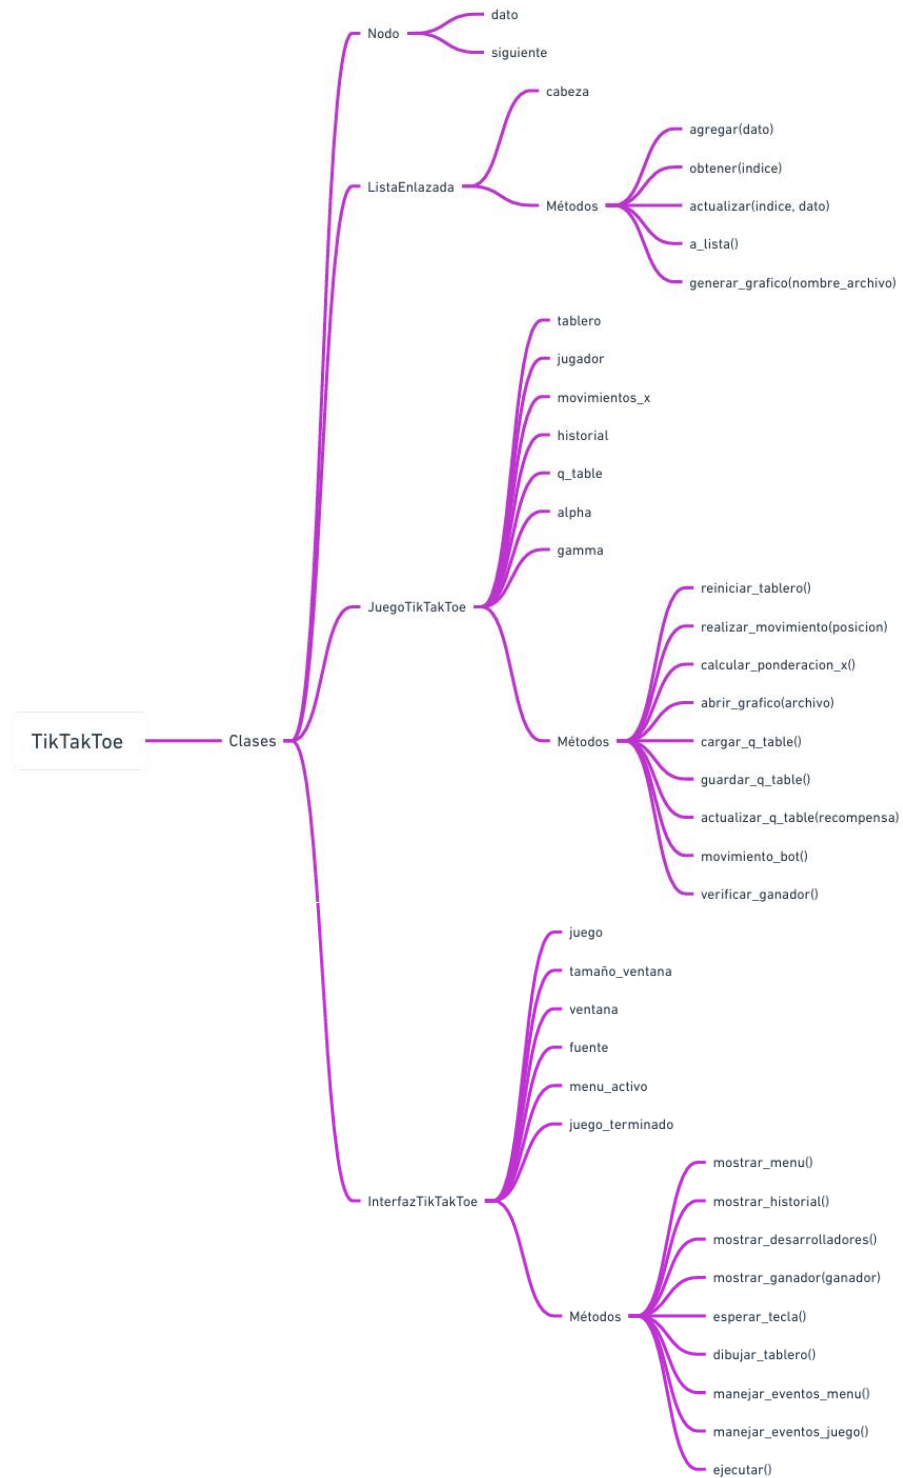 TikTakToe
Clases
Nodo
dato
siguiente
ListaEnlazada
cabeza
Métodos
agregar(dato)
obtener(indice)
actualizar(indice, dato)
a_lista()
generar_grafico(nombre_archivo)
JuegoTikTakToe
tablero
jugador
movimientos_x
historial
q_table
alpha
gamma
Métodos
reiniciar_tablero()
realizar_movimiento(posicion)
calcular_ponderacion_x()
abrir_grafico(archivo)
cargar_q_table()
guardar_q_table()
actualizar_q_table(recompensa)
movimiento_bot()
verificar_ganador()
InterfazTikTakToe
juego
tamaño_ventana
ventana
fuente
menu_activo
juego_terminado
Métodos
mostrar_menu()
mostrar_historial()
mostrar_desarrolladores()
mostrar_ganador(ganador)
esperar_tecla()
dibujar_tablero()
manejar_eventos_menu()
manejar_eventos_juego()
ejecutar()